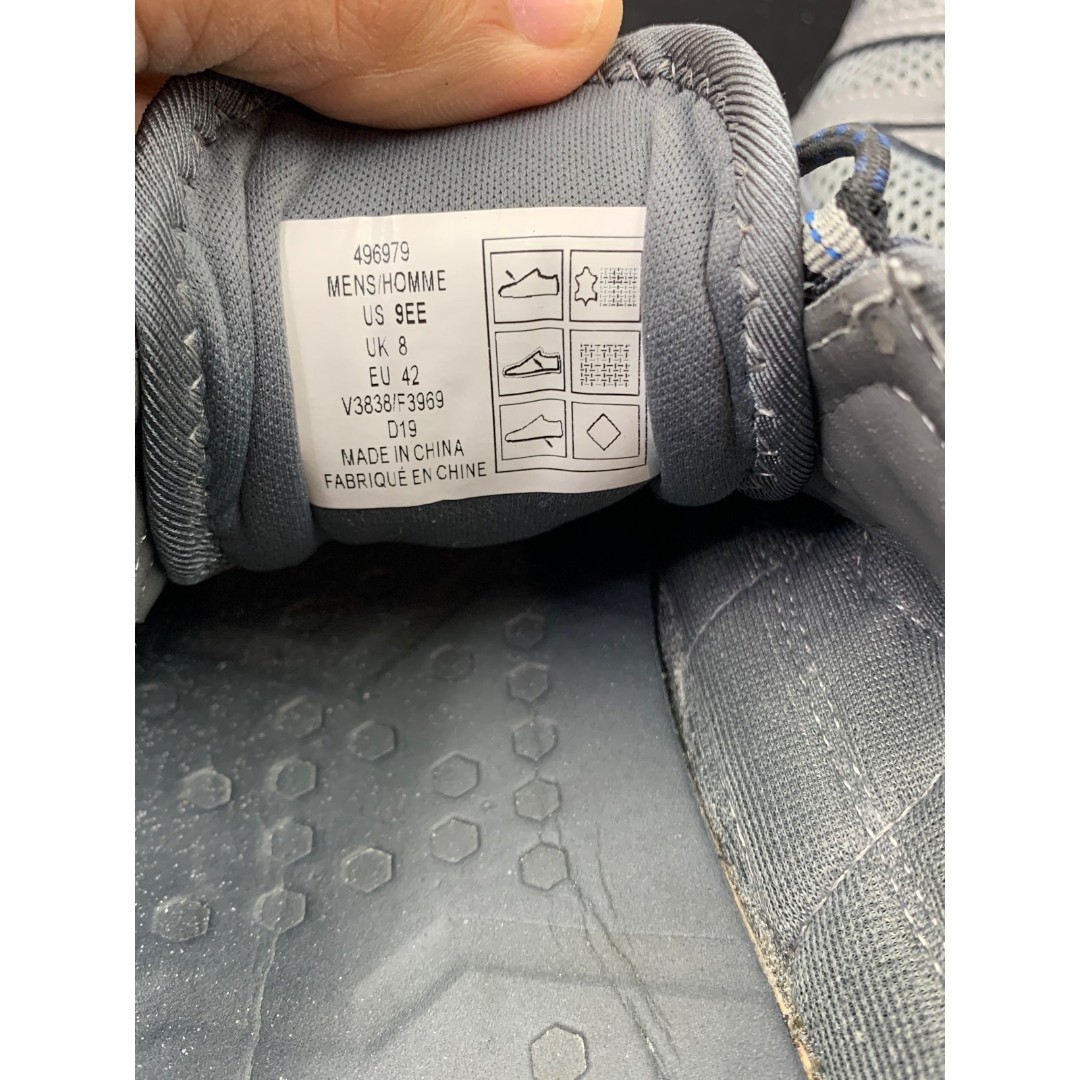 496979
MENS/HOMME
US 9EE
UK 8
EU 42
V3838/F3969
D19
MADE IN CHINA
FABRIQUÉ EN CHINE